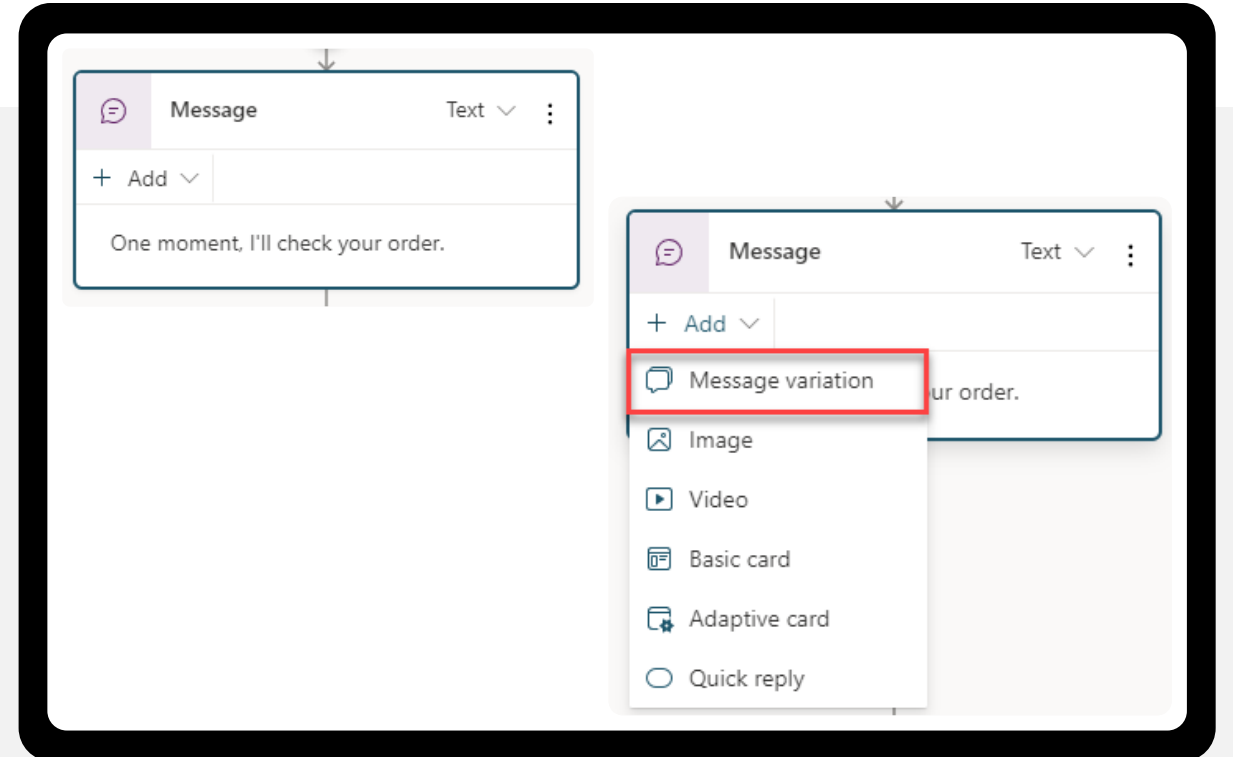 Message
Text
Add
One moment, I'll check your order.
Message
Text
Add
Message variation
order.
Image
Video
Basic card
Adaptive card
Quick reply